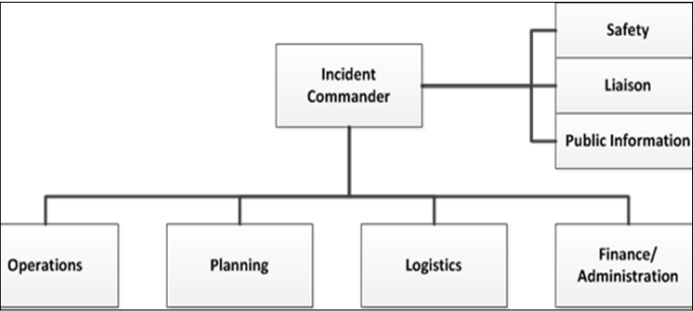 Safety
Incident
Commander
Liaison
Public Information
Operations
Planning
Logistics
Finance/
Administration